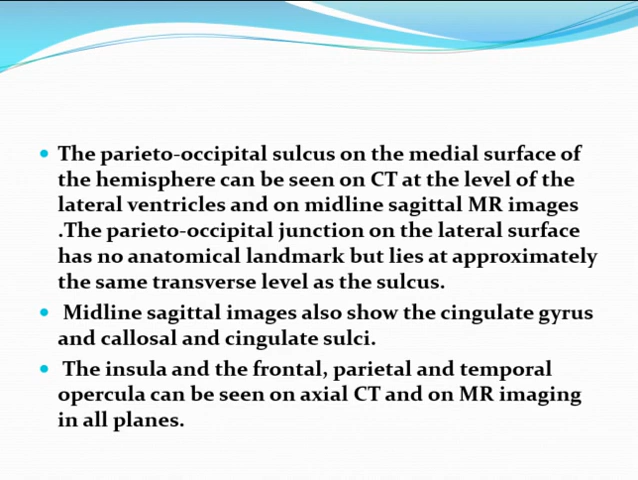 The parieto-occipital sulcus on the medial surface of
the hemisphere can be seen on CT at the level of the
lateral ventricles and on midline sagittal MR images
.The parieto-occipital junction on the lateral surface
has no anatomical landmark but lies at approximately
the same transverse level as the sulcus.
Midline sagittal images also show the cingulate gyrus
and callosal and cingulate sulci.
The insula and the frontal, parietal and temporal
opercula can be seen on axial CT and on MR imaging
in all planes.